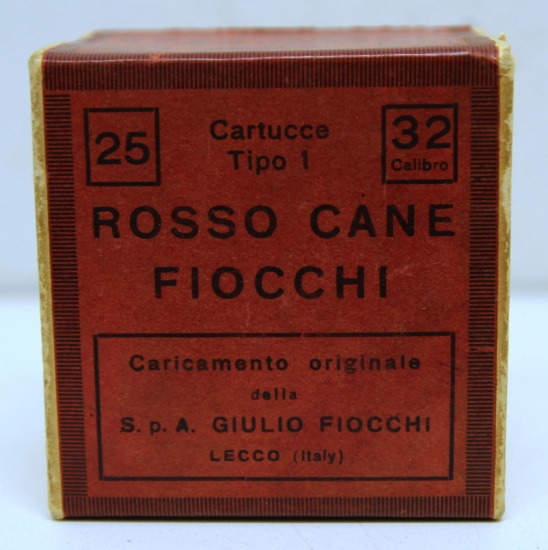 25
Cartucce
Tipo 1
32
Calibro
ROSSO CANE
FIOCCHI
Caricamento originale
della
S. p. A. GIULIO FIOCCHI
LECCO (Italy)